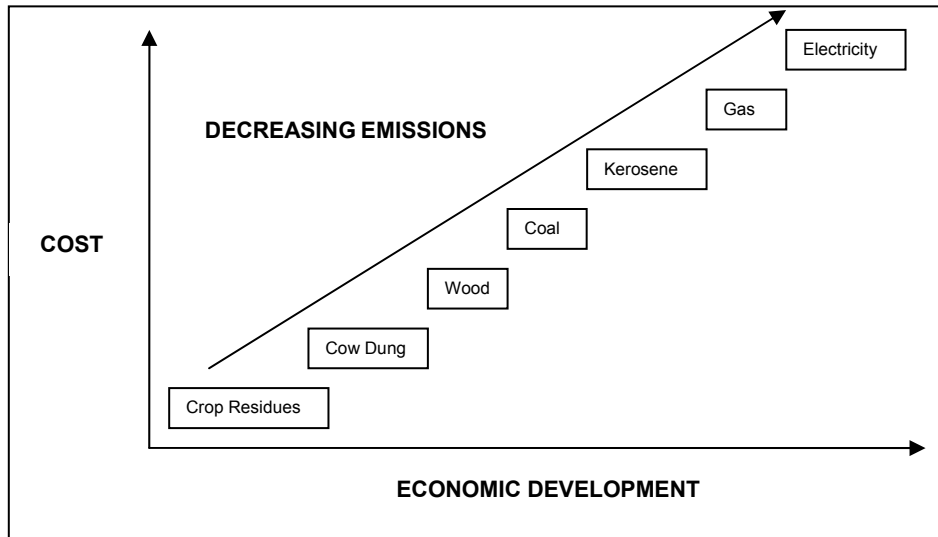 Electricity
Gas
DECREASING EMISSIONS
Kerosene
Coal
COST
Wood
Cow Dung
Crop Residues
ECONOMIC DEVELOPMENT